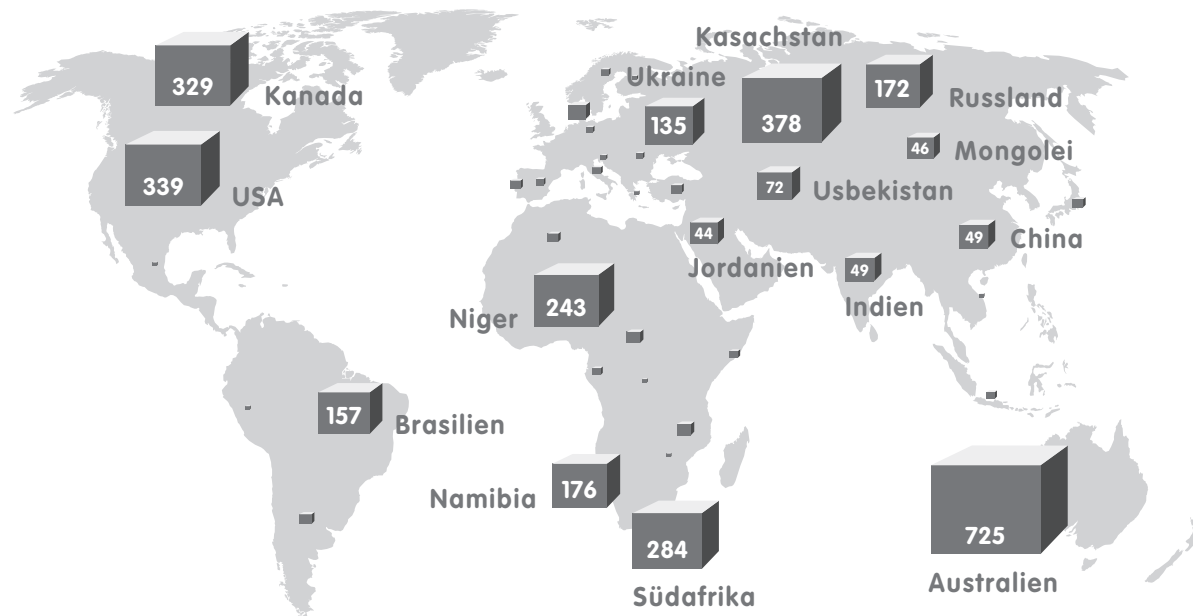 Kasachstan
378
Ukraine
135
172
Russland
329
Kanada
46
Mongolei
339
USA
72
Usbekistan
44
Jordanien
49
China
49
Indien
243
Niger
157
Brasilien
176
Namibia
284
Südafrika
725
Australien